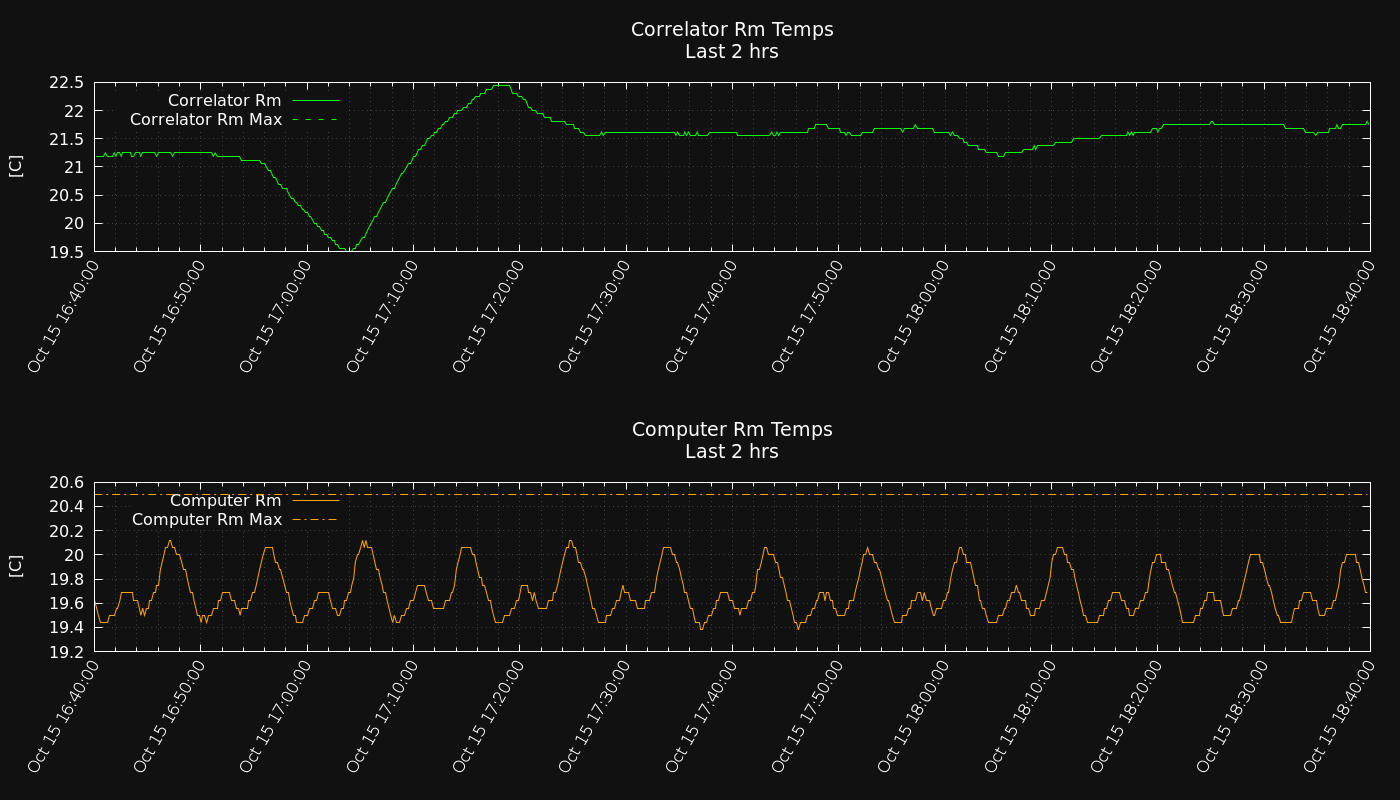 Correlator Rm Temps
Last 2 hrs
22.5
22
21.5
21
20.5
20
19.5
[C]
Correlator Rm
Correlator Rm Max
Oct 15 16:40:00
Oct 15 16:50:00
Oct 15 17:00:00
Oct 15 17:10:00
Oct 15 17:20:00
Oct 15 17:30:00
Oct 15 17:40:00
Oct 15 17:50:00
Oct 15 18:00:00
Oct 15 18:10:00
Oct 15 18:20:00
Oct 15 18:30:00
Oct 15 18:40:00
Computer Rm Temps
Last 2 hrs
20.6
20.4
20.2
20
19.8
19.6
19.4
19.2
[C]
Computer Rm
Computer Rm Max
Oct 15 16:40:00
Oct 15 16:50:00
Oct 15 17:00:00
Oct 15 17:10:00
Oct 15 17:20:00
Oct 15 17:30:00
Oct 15 17:40:00
Oct 15 17:50:00
Oct 15 18:00:00
Oct 15 18:10:00
Oct 15 18:20:00
Oct 15 18:30:00
Oct 15 18:40:00